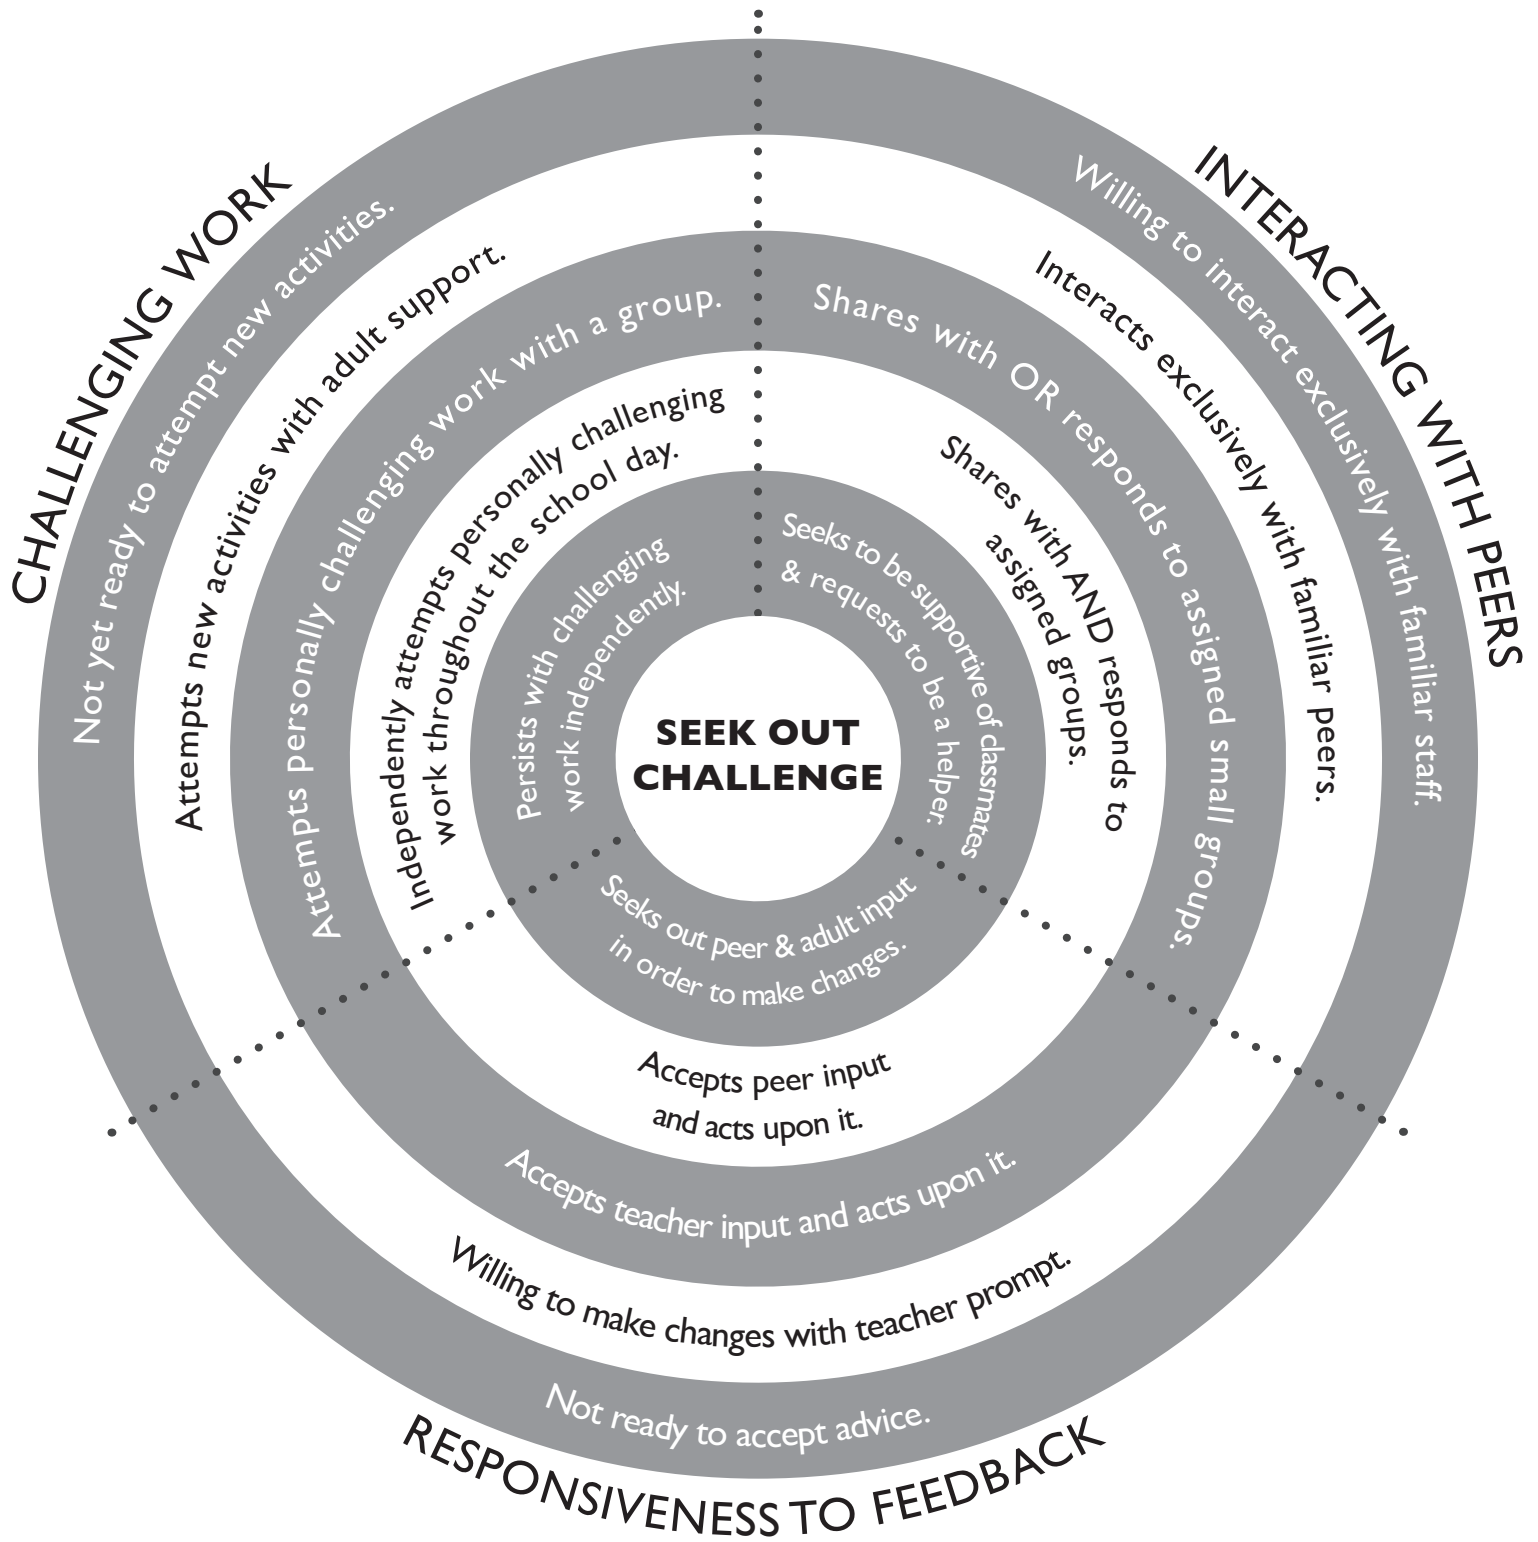 CHALLENGING WORK
Not yet ready to attempt new activities.
Attempts new activities with adult support.
Attempts personally challenging work with a group.
Independently attempts personally challenging
work throughout the school day.
Persists with challenging
work independently.
INTERACTING WITH PEERS
Willing to interact exclusively with familiar staff.
Interacts exclusively with familiar peers.
Shares with OR responds to assigned small groups.
Shares with AND responds to
assigned groups.
Seeks to be supportive of classmates
& requests to be a helper.
SEEK OUT
CHALLENGE
Seeks out peer & adult input
in order to make changes.
Accepts peer input
and acts upon it.
Accepts teacher input and acts upon it.
Willing to make changes with teacher prompt.
Not ready to accept advice.
RESPONSIVENESS TO FEEDBACK